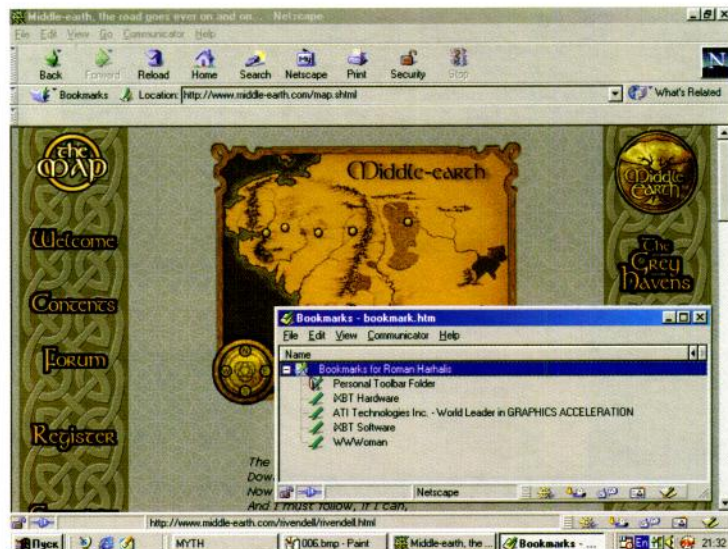 Middle-earth, the road goes ever on and on... Netscape
File Edit View Go Communicator Help
Back Forward Reload Home Search Netscape Print Security Stop
Bookmarks Location: http://www.middle-earth.com/map.shtml What's Related
the MAP
Welcome
Contents
Forum
Register
Middle-earth
Middle Earth
The Grey Havens
Bookmarks - bookmark.htm
File Edit View Communicator Help
Name
Bookmarks for Roman Harhalis
Personal Toolbar Folder
iXBT Hardware
ATI Technologies Inc. - World Leader in GRAPHICS ACCELERATION
iXBT Software
WWWoman
Netscape
The
Dow
Now
And I must follow, if I can,
http://www.middle-earth.com/rivendell/rivendell.html
Пуск MYTH 006.bmp - Paint Middle-earth, the ... Bookmarks - ... En 21:32